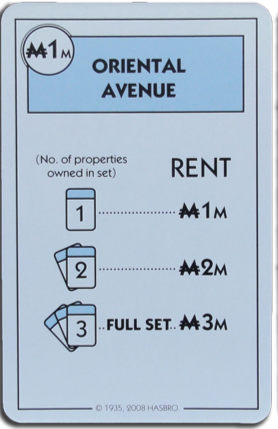 ₩1M
ORIENTAL
AVENUE
(No. of properties
owned in set)
RENT
1 ₩1M
2 ₩2M
3 FULL SET ₩3M
© 1935, 2008 HASBRO